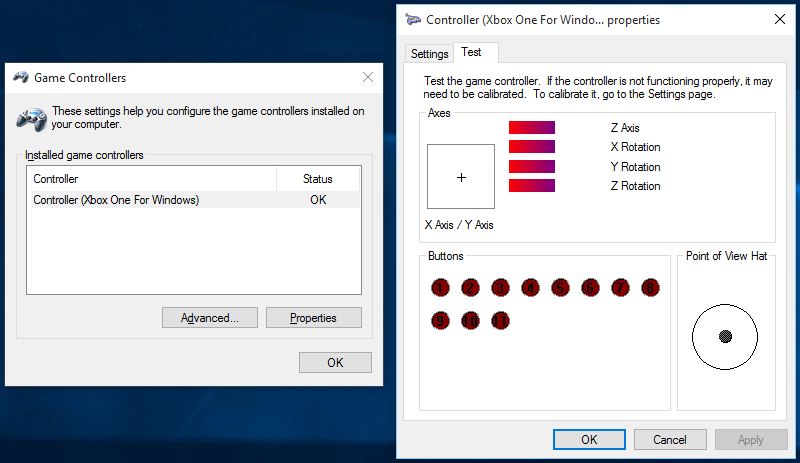 Game Controllers
These settings help you configure the game controllers installed on
your computer.
Installed game controllers
Controller Status
Controller (Xbox One For Windows) OK
Advanced...
Properties
OK
Controller (Xbox One For Windo... properties
Settings
Test
Test the game controller. If the controller is not functioning properly, it may
need to be calibrated. To calibrate it, go to the Settings page.
Axes
Z Axis
X Rotation
Y Rotation
Z Rotation
X Axis / Y Axis
Buttons
1 2 3 4 5 6 7 8
9 10 11
Point of View Hat
OK
Cancel
Apply